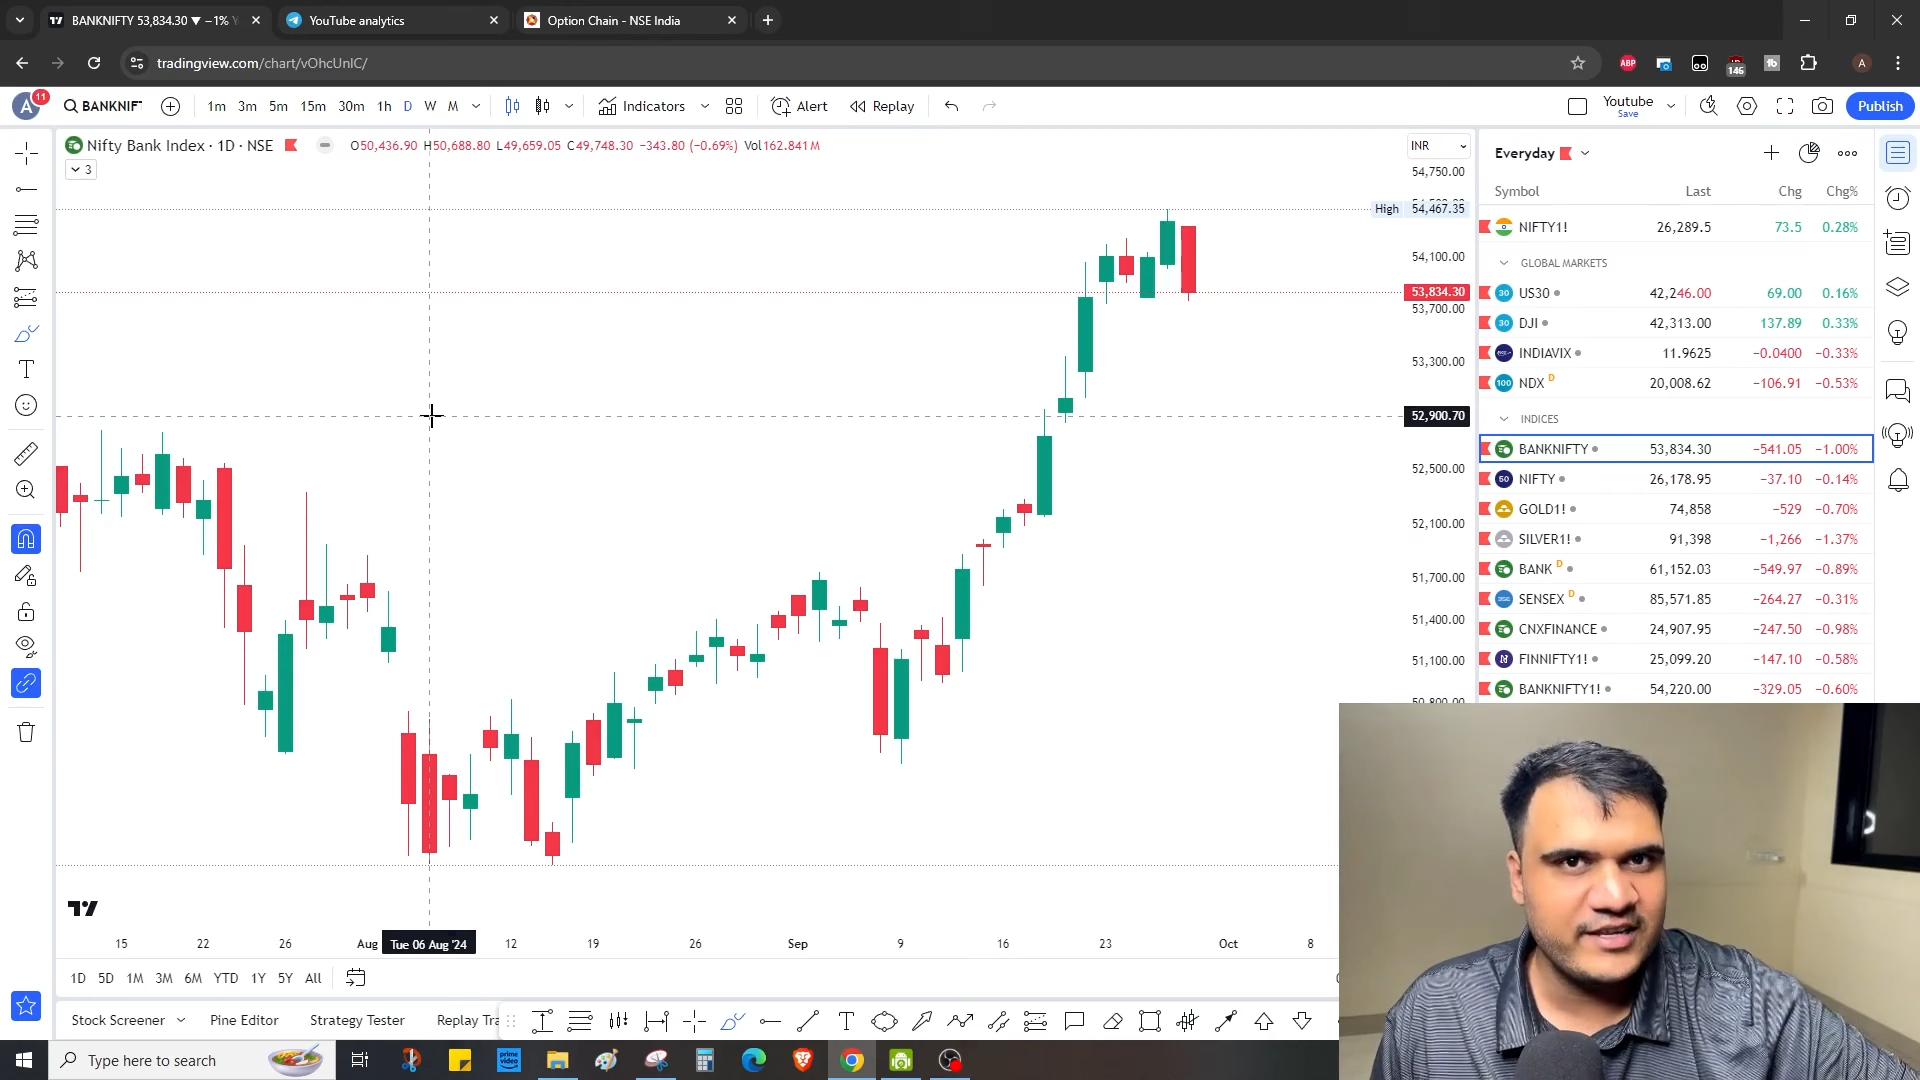 BANKNIFTY 53,834.30 ▼ −1%
YouTube analytics
Option Chain - NSE India
tradingview.com/chart/vOhcUnIC/
ABP
146
A
A
11
BANKNIF
1m 3m 5m 15m 30m 1h D W M
Indicators
Alert
Replay
Youtube
Save
Publish
Nifty Bank Index · 1D · NSE
O50,436.90 H50,688.80 L49,659.05 C49,748.30 −343.80 (−0.69%) Vol162.841M
3
INR
54,750.00
High 54,467.35
54,100.00
53,834.30
53,700.00
53,300.00
52,900.70
52,500.00
52,100.00
51,700.00
51,400.00
51,100.00
Everyday
Symbol Last Chg Chg%
NIFTY1! 26,289.5 73.5 0.28%
GLOBAL MARKETS
US30 42,246.00 69.00 0.16%
DJI 42,313.00 137.89 0.33%
INDIAVIX 11.9625 −0.0400 −0.33%
NDX D 20,008.62 −106.91 −0.53%
INDICES
BANKNIFTY 53,834.30 −541.05 −1.00%
NIFTY 26,178.95 −37.10 −0.14%
GOLD1! 74,858 −529 −0.70%
SILVER1! 91,398 −1,266 −1.37%
BANK D 61,152.03 −549.97 −0.89%
SENSEX D 85,571.85 −264.27 −0.31%
CNXFINANCE 24,907.95 −247.50 −0.98%
FINNIFTY1! 25,099.20 −147.10 −0.58%
BANKNIFTY1! 54,220.00 −329.05 −0.60%
15 22 26 Aug Tue 06 Aug '24 12 19 26 Sep 9 16 23 Oct 8
1D 5D 1M 3M 6M YTD 1Y 5Y All
Stock Screener
Pine Editor
Strategy Tester
Replay Tra
Type here to search
prime video